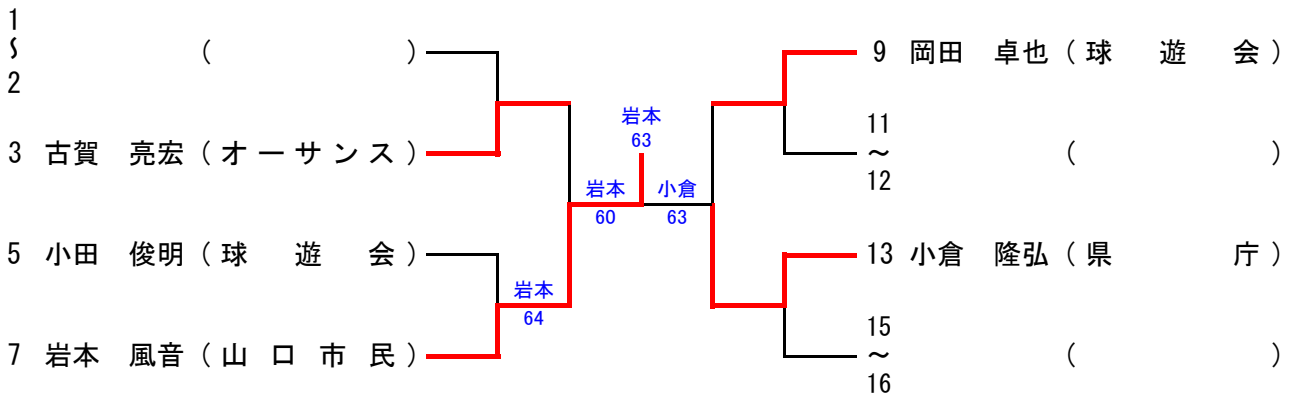 1
〜
2
(    )
3 古賀 亮宏 ( オーサンス )
5 小田 俊明 ( 球 遊 会 )
7 岩本 風音 ( 山 口 市 民 )
岩本
64
岩本
60
岩本
63
小倉
63
9 岡田 卓也 ( 球 遊 会 )
11
〜
12
(    )
13 小倉 隆弘 ( 県 庁 )
15
〜
16
(    )